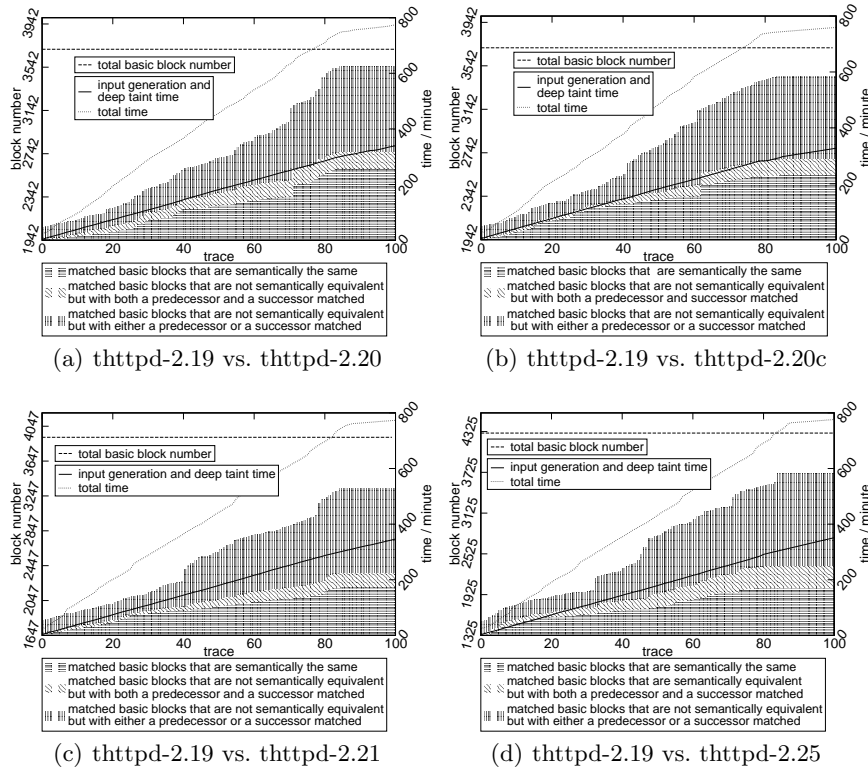 3942
3542
3142
2742
2342
1942
block number
total basic block number
input generation and
deep taint time
total time
800
600
400
200
00
time / minute
0
20
40
60
80
100
trace
matched basic blocks that are semantically the same
matched basic blocks that are not semantically equivalent
but with both a predecessor and a successor matched
matched basic blocks that are not semantically equivalent
but with either a predecessor or a successor matched
(a) thttpd-2.19 vs. thttpd-2.20
3942
3542
3142
2742
2342
1942
block number
total basic block number
input generation and
deep taint time
total time
800
600
400
200
00
time / minute
0
20
40
60
80
100
trace
matched basic blocks that are semantically the same
matched basic blocks that are not semantically equivalent
but with both a predecessor and successor matched
matched basic blocks that are not semantically equivalent
but with either a predecessor or a successor matched
(b) thttpd-2.19 vs. thttpd-2.20c
4047
3647
3247
2847
2447
2047
1647
block number
total basic block number
input generation and deep taint time
total time
800
600
400
200
00
time / minute
0
20
40
60
80
100
trace
matched basic blocks that are semantically the same
matched basic blocks that are not semantically equivalent
but with both a predecessor and a successor matched
matched basic blocks that are not semantically equivalent
but with either a predecessor or a successor matched
(c) thttpd-2.19 vs. thttpd-2.21
4325
3725
3125
2525
1925
1325
block number
total basic block number
input generation and deep taint time
total time
800
600
400
200
00
time / minute
0
20
40
60
80
100
trace
matched basic blocks that are semantically the same
matched basic blocks that are semantically equivalent
but with both a predecessor and a successor matched
matched basic blocks that are not semantically equivalent
but with either a predecessor or a successor matched
(d) thttpd-2.19 vs. thttpd-2.25